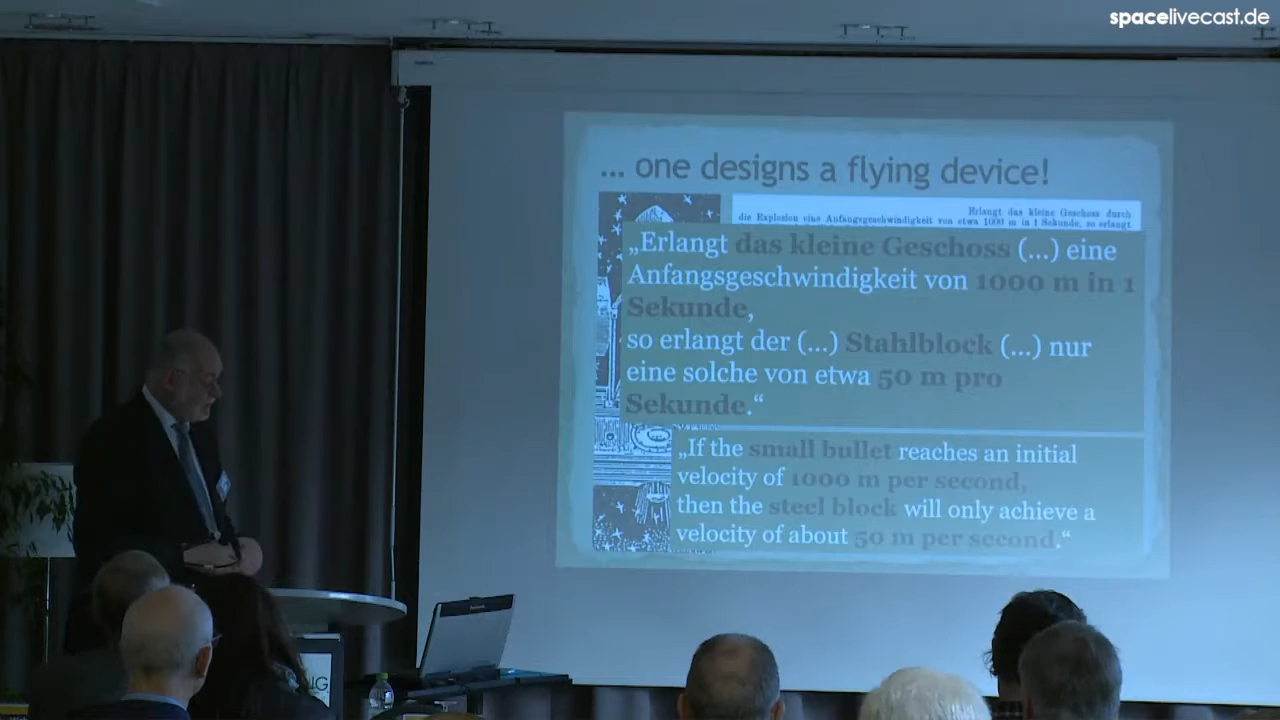 spacelivecast.de
... one designs a flying device!
Erlangt das kleine Geschoss durch
die Explosion eine Anfangsgeschwindigkeit von etwa 1000 m in 1 Sekunde, so erlangt
„Erlangt das kleine Geschoss (...) eine
Anfangsgeschwindigkeit von 1000 m in 1
Sekunde,
so erlangt der (...) Stahlblock (...) nur
eine solche von etwa 50 m pro
Sekunde.“
„If the small bullet reaches an initial
velocity of 1000 m per second,
then the steel block will only achieve a
velocity of about 50 m per second.“